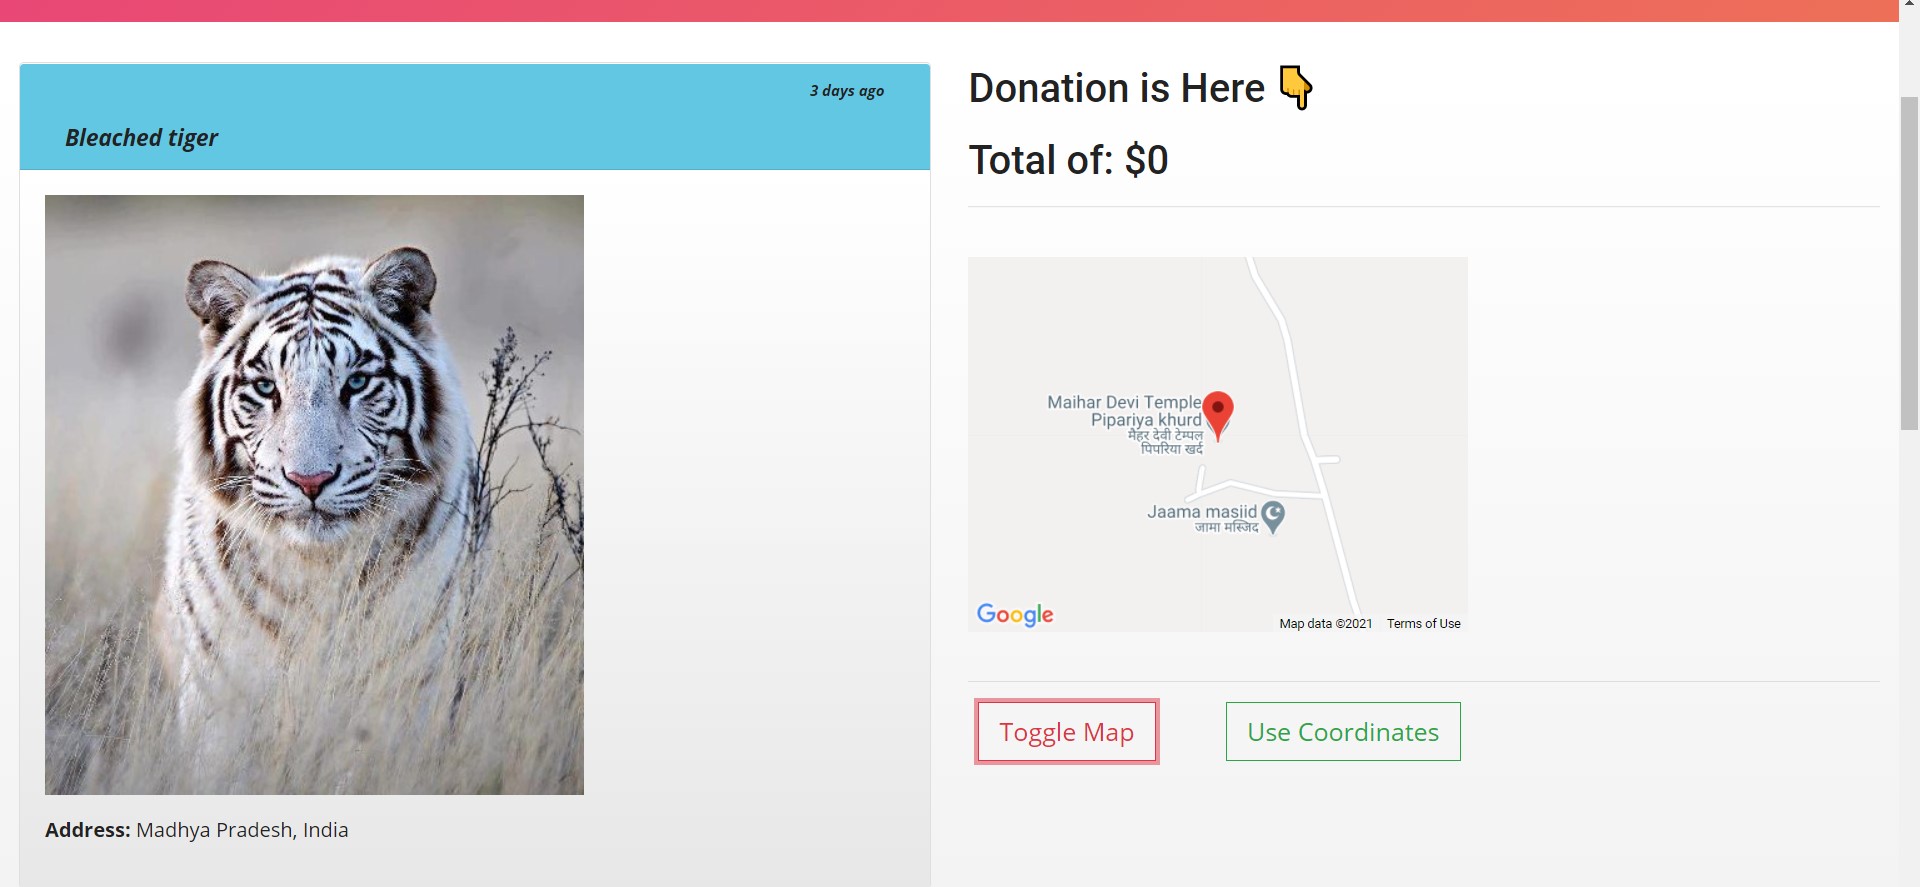 3 days ago
Bleached tiger
Address: Madhya Pradesh, India
Donation is Here
Total of: $0
Maihar Devi Temple
Pipariya khurd
मैहर देवी टेम्पल
पिपरिया खर्द
Jaama masjid
जामा मस्जिद
Google
Map data ©2021 Terms of Use
Toggle Map
Use Coordinates